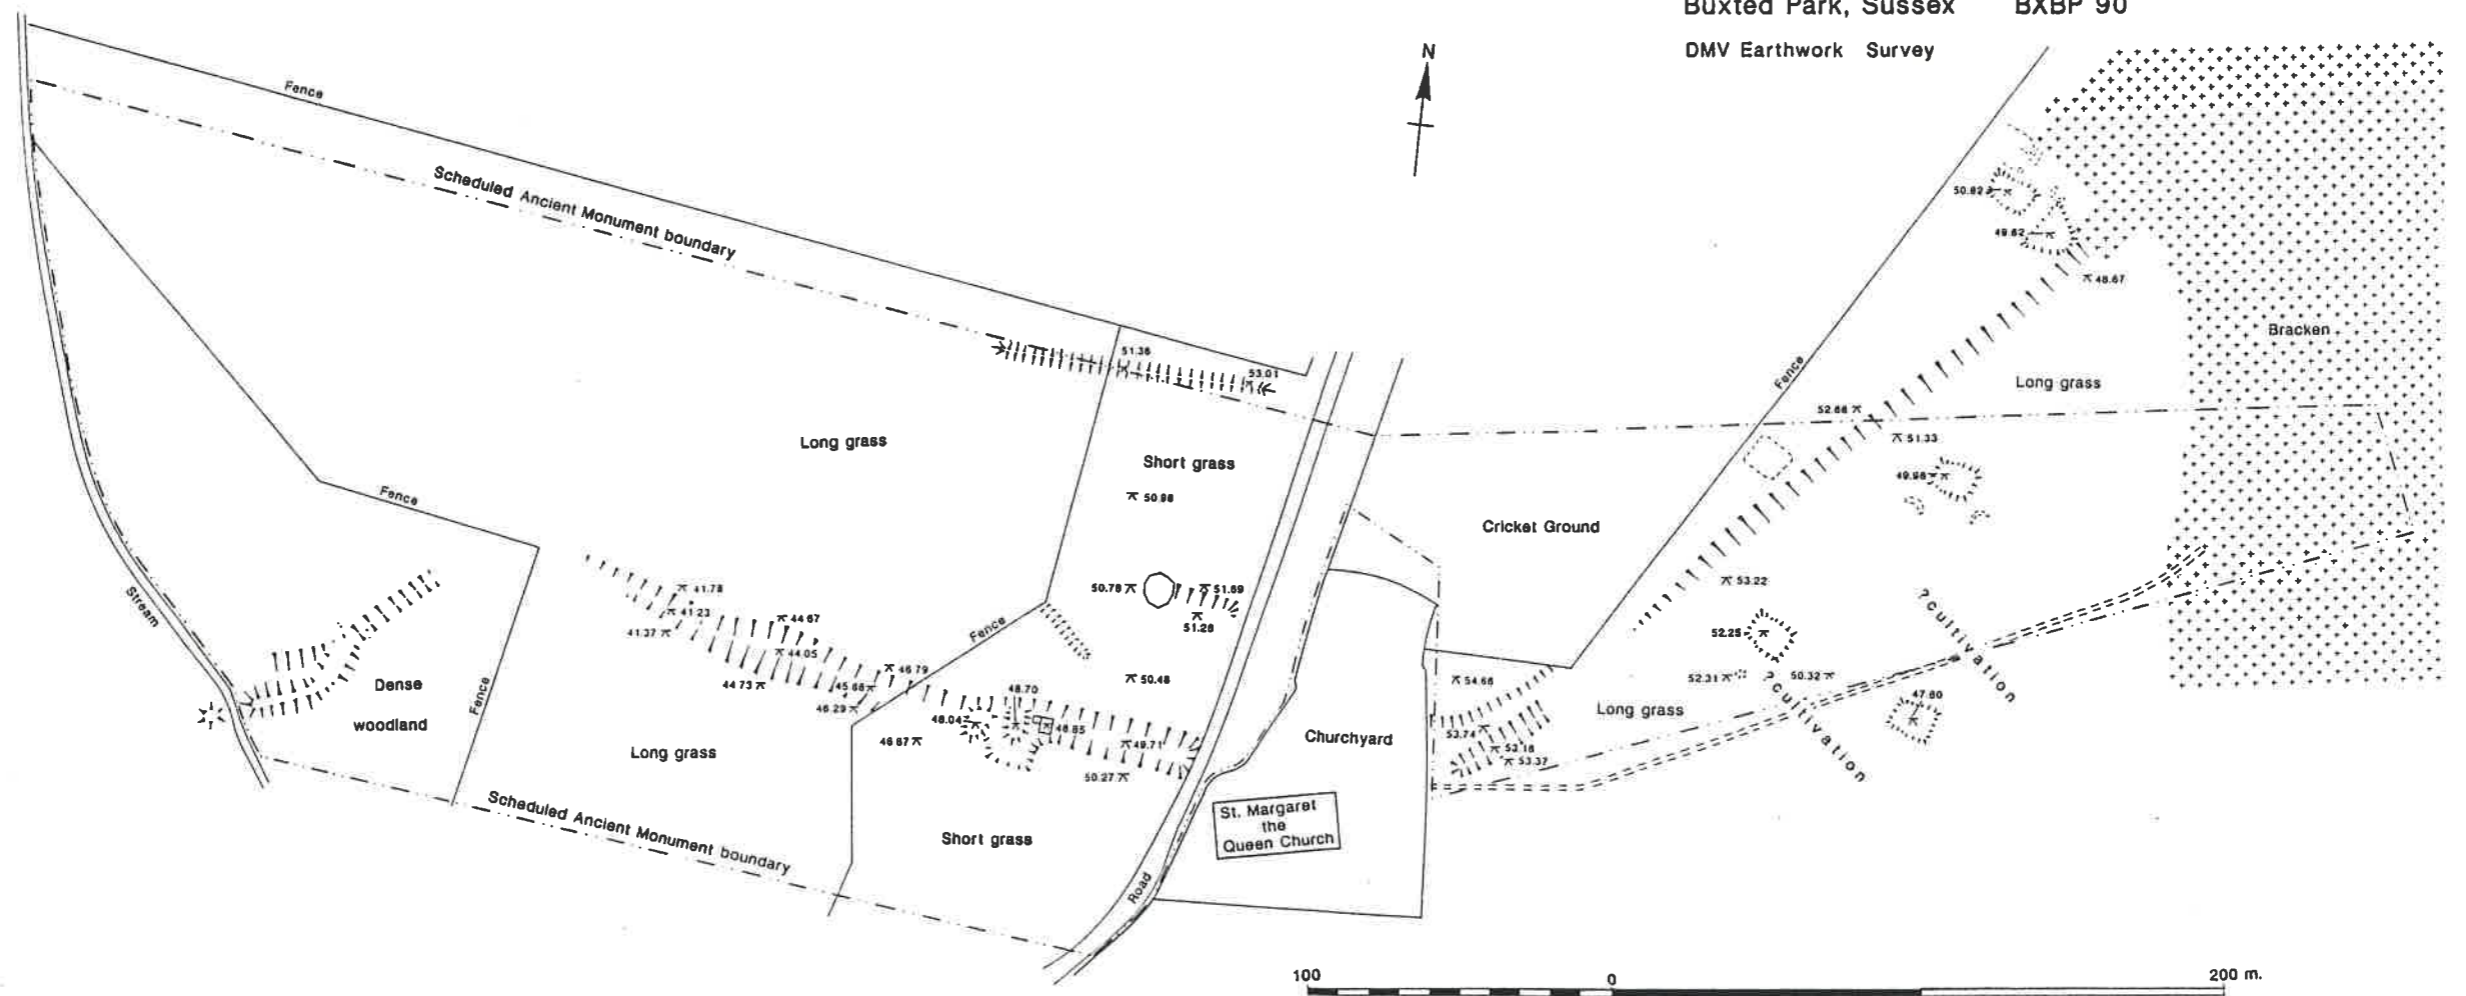 Buxted Park, Sussex BXBP 90
DMV Earthwork Survey
N
Fence
Scheduled Ancient Monument boundary
50.82
49.62
48.67
Bracken
51.36
53.01
Fence
Long grass
52.66
51.33
Long grass
Short grass
49.98
50.98
Fence
Cricket Ground
Stream
41.78
50.78
51.69
53.22
?cultivation
41.23
44.67
51.28
41.37
Fence
52.25
44.05
46.79
54.66
Dense
woodland
Fence
44.73
45.66
50.48
52.31
50.32
?cultivation
46.29
48.70
47.60
48.04
48.85
Long grass
46.67
49.71
Churchyard
53.74
53.18
53.37
Long grass
50.27
Scheduled Ancient Monument boundary
St. Margaret
the
Queen Church
Short grass
Road
100 0 200 m.